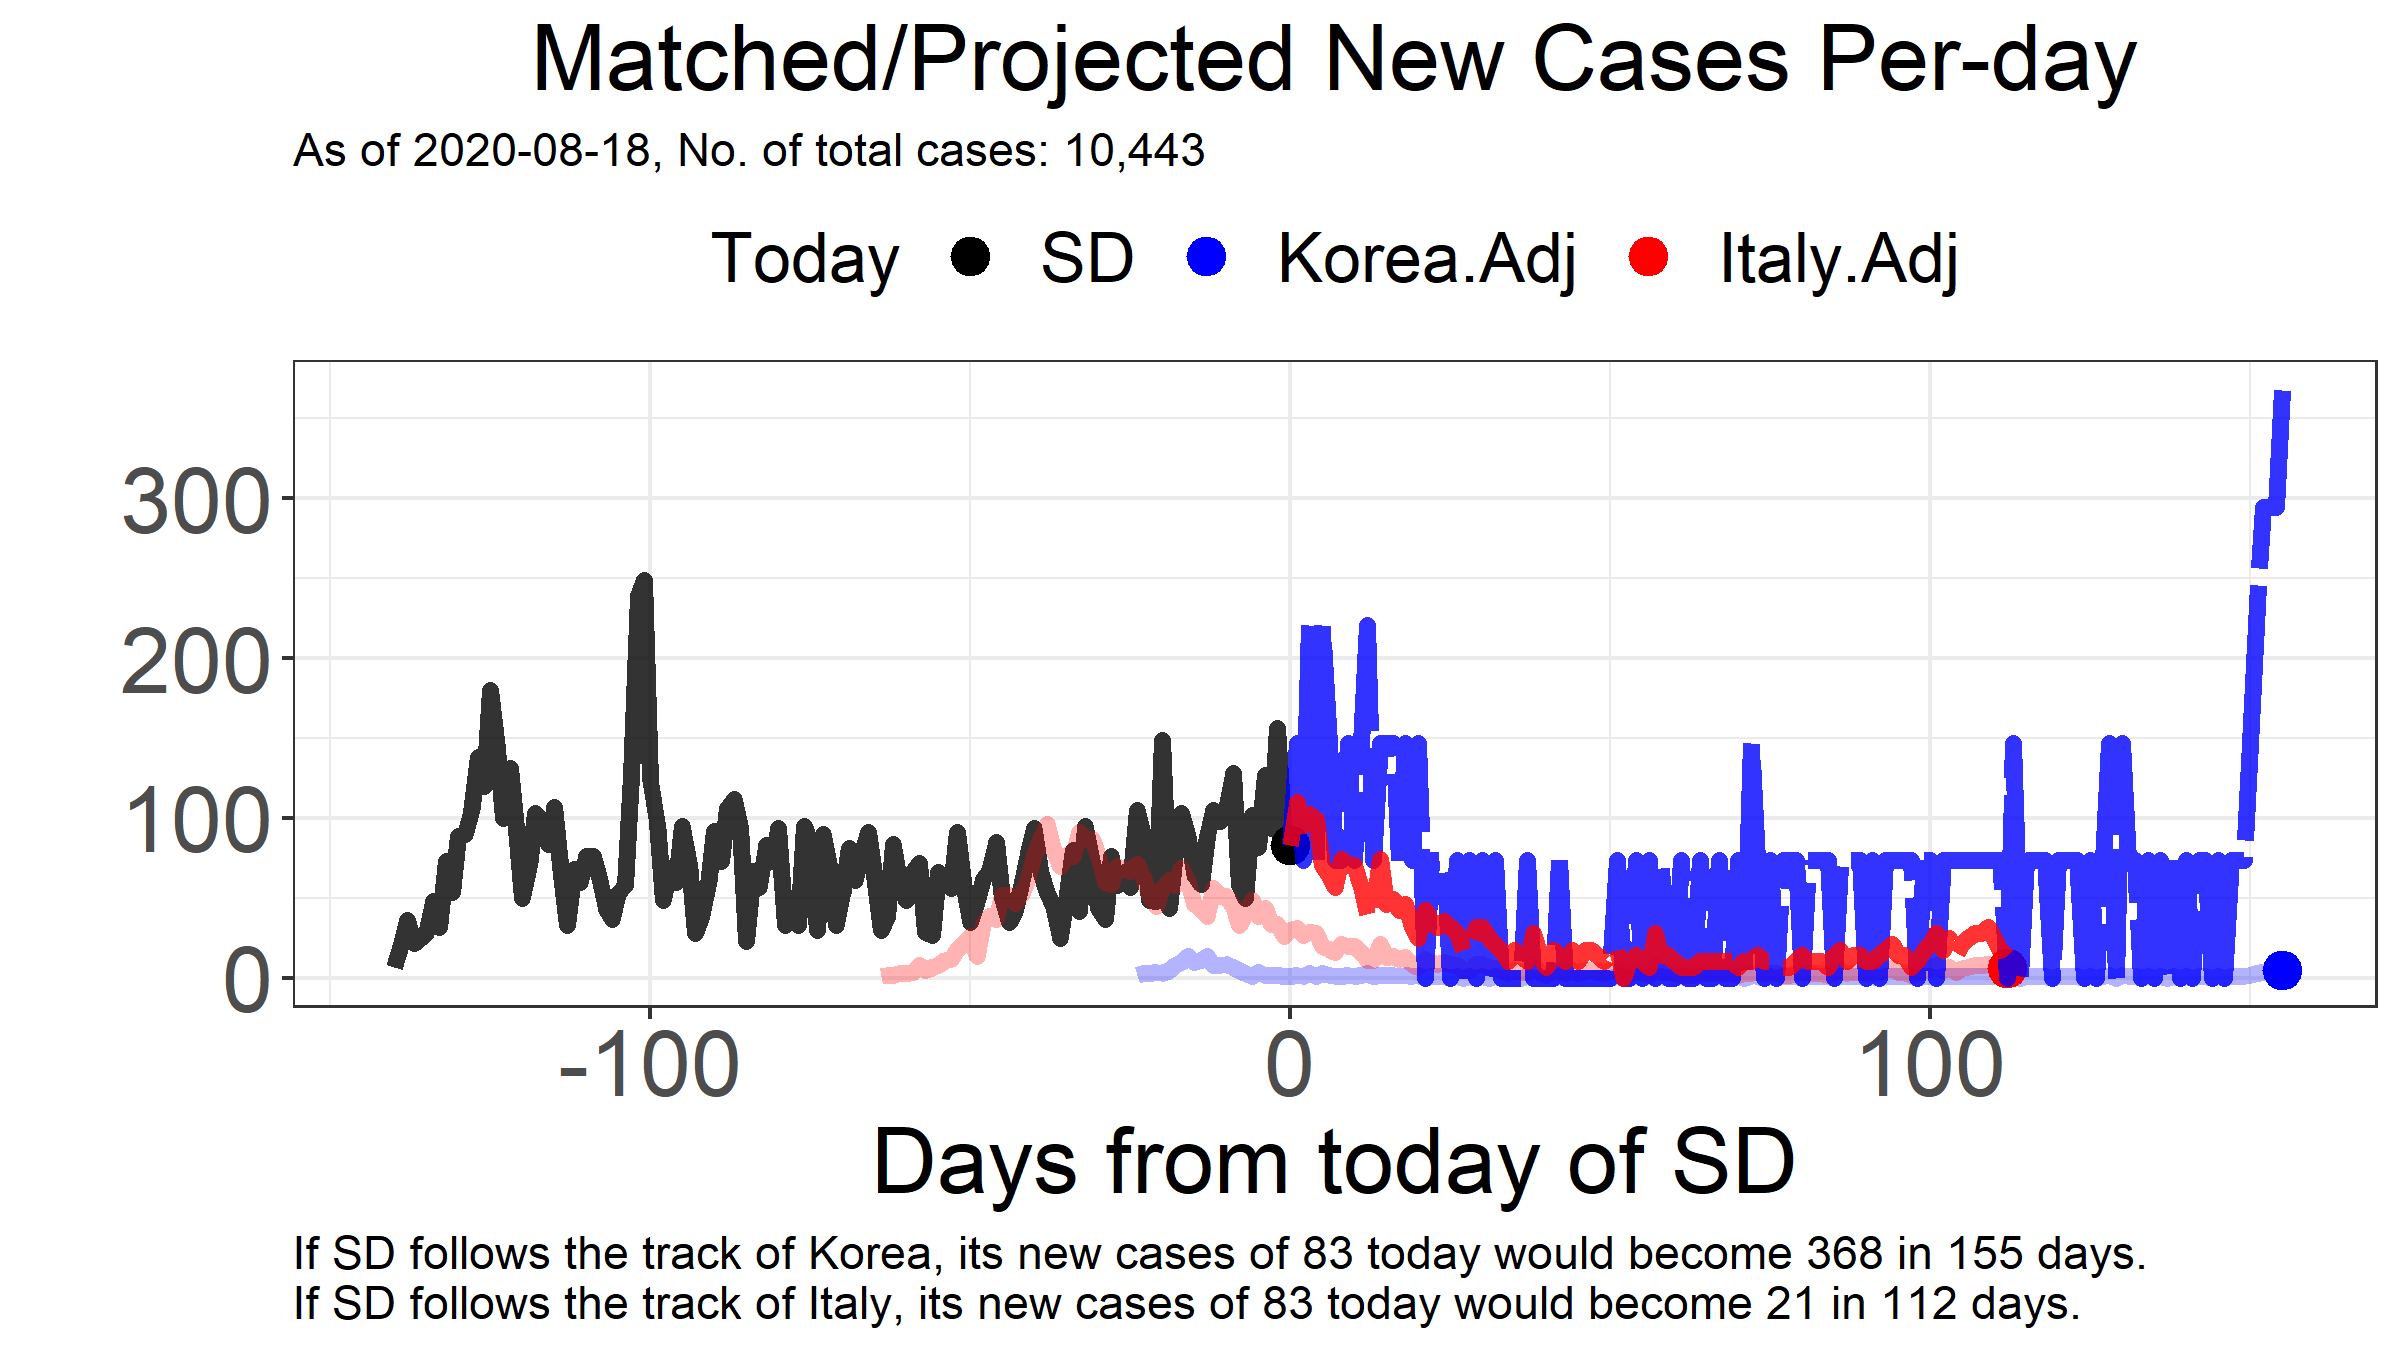 Matched/Projected New Cases Per-day
As of 2020-08-18, No. of total cases: 10,443
Today SD Korea.Adj Italy.Adj
300
200
100
0
-100 0 100
Days from today of SD
If SD follows the track of Korea, its new cases of 83 today would become 368 in 155 days.
If SD follows the track of Italy, its new cases of 83 today would become 21 in 112 days.